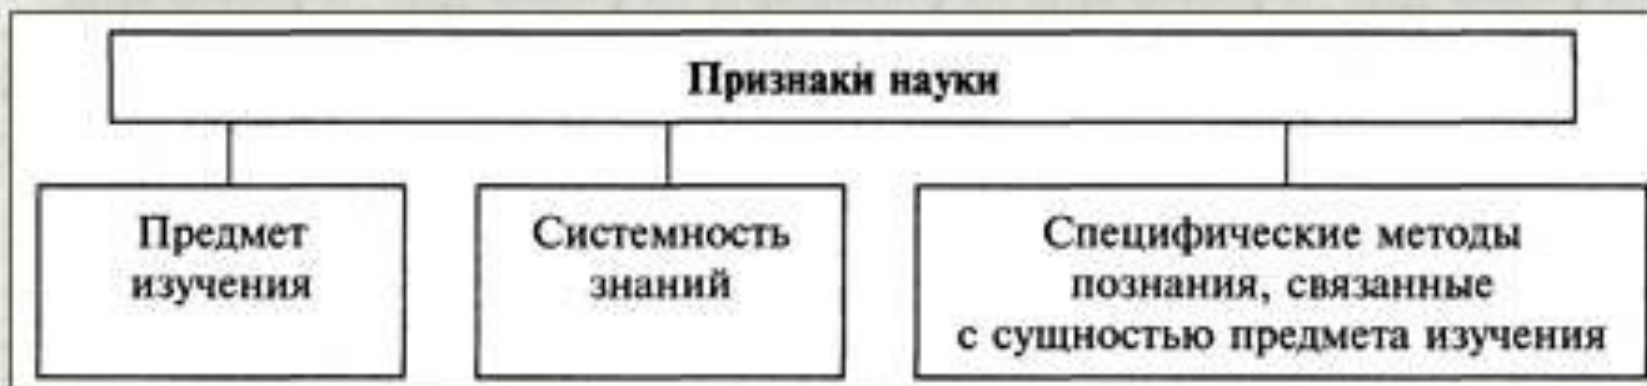 Признаки науки
Предмет
изучения
Системность
знаний
Специфические методы
познания, связанные
с сущностью предмета изучения